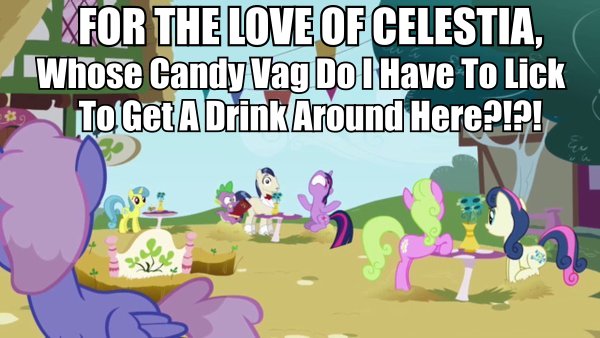 FOR THE LOVE OF CELESTIA,
Whose Candy Vag Do I Have To Lick
To Get A Drink Around Here?!?!